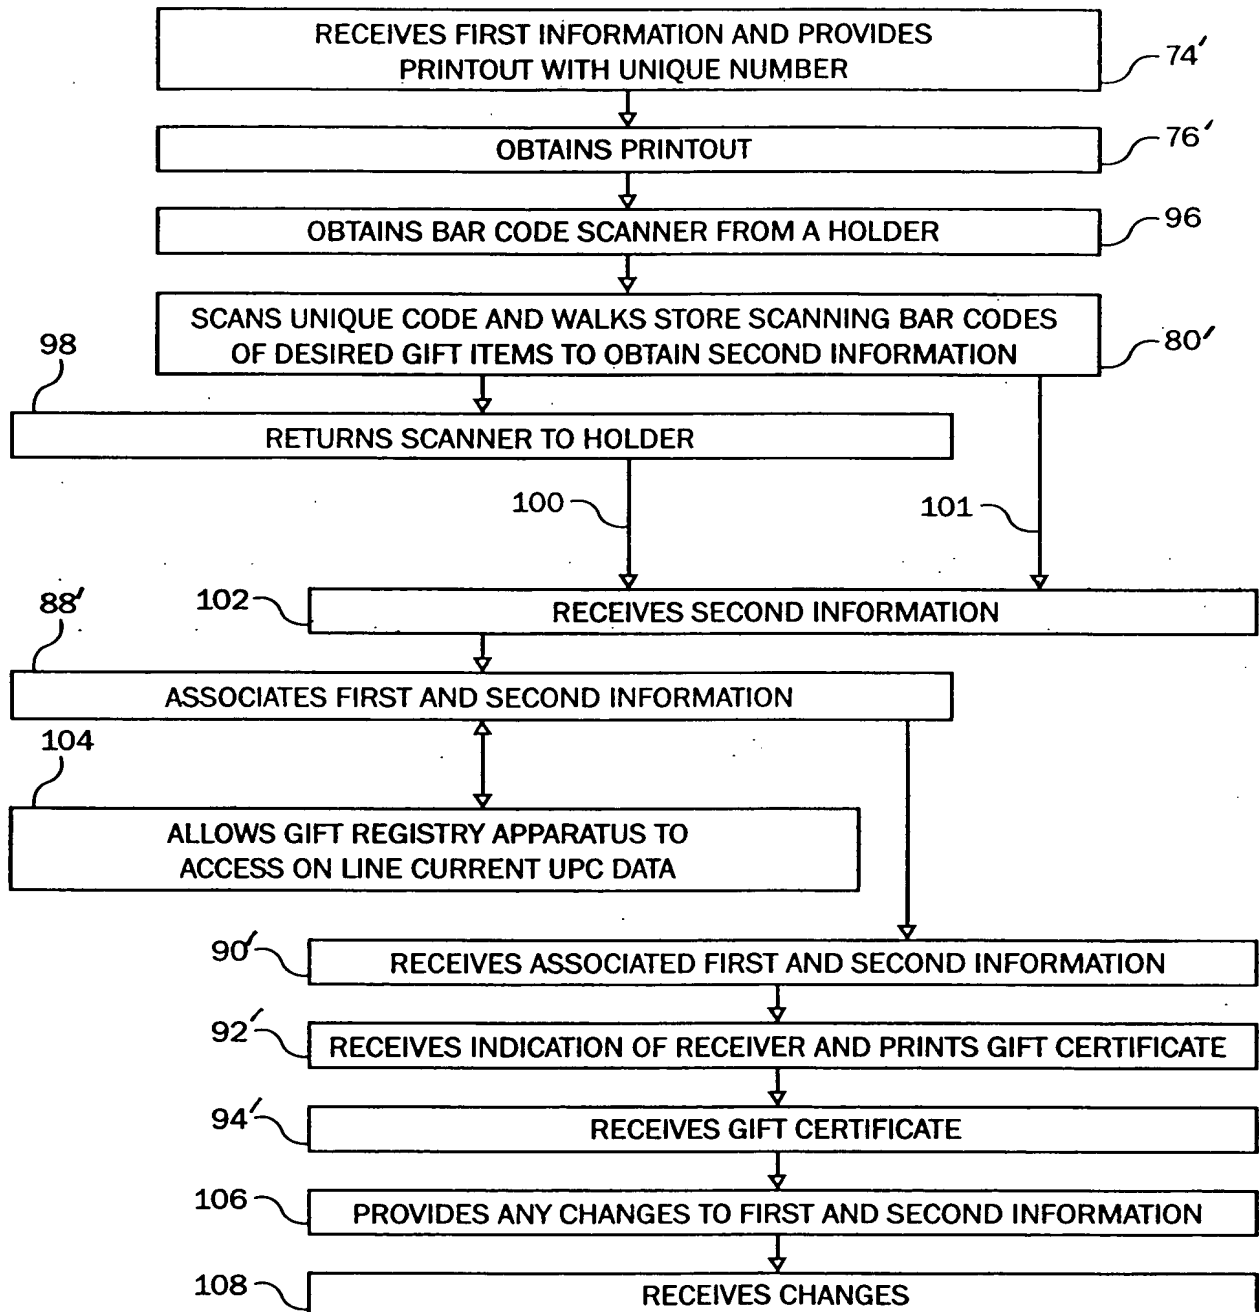 RECEIVES FIRST INFORMATION AND PROVIDES
PRINTOUT WITH UNIQUE NUMBER
74′
OBTAINS PRINTOUT
76′
OBTAINS BAR CODE SCANNER FROM A HOLDER
96
SCANS UNIQUE CODE AND WALKS STORE SCANNING BAR CODES
OF DESIRED GIFT ITEMS TO OBTAIN SECOND INFORMATION
80′
98
RETURNS SCANNER TO HOLDER
100
101
102
RECEIVES SECOND INFORMATION
88′
ASSOCIATES FIRST AND SECOND INFORMATION
104
ALLOWS GIFT REGISTRY APPARATUS TO
ACCESS ON LINE CURRENT UPC DATA
90′
RECEIVES ASSOCIATED FIRST AND SECOND INFORMATION
92′
RECEIVES INDICATION OF RECEIVER AND PRINTS GIFT CERTIFICATE
94′
RECEIVES GIFT CERTIFICATE
106
PROVIDES ANY CHANGES TO FIRST AND SECOND INFORMATION
108
RECEIVES CHANGES